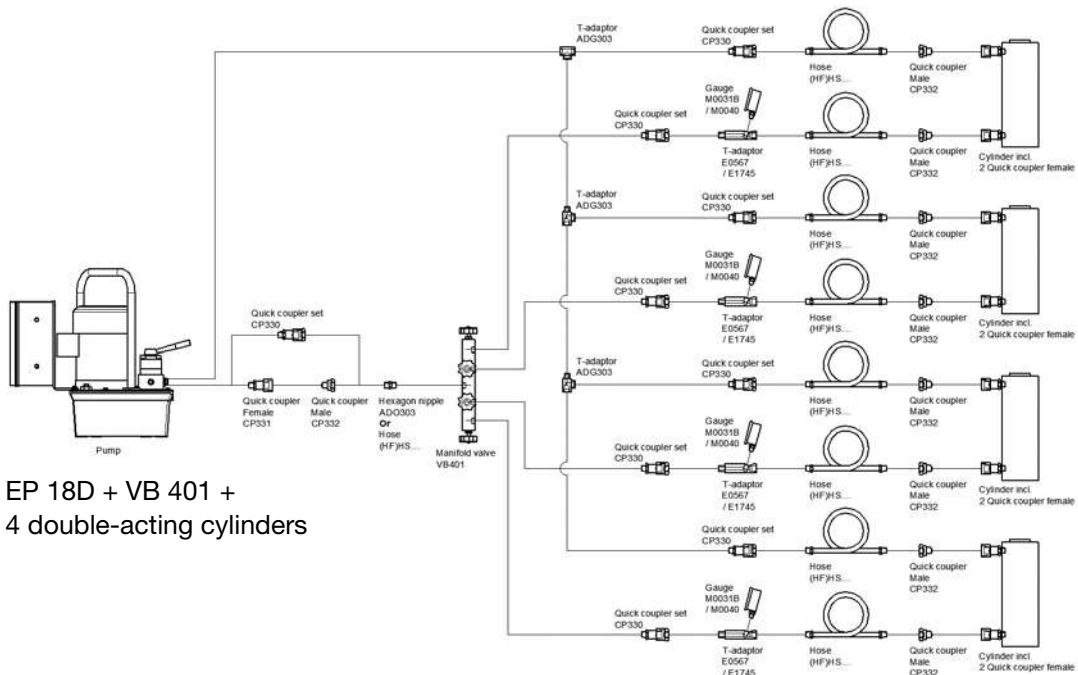 T-adaptor
ADG303
Quick coupler set
CP330
Hose
(HF)HS....
Quick coupler
Male
CP332
Gauge
M0031B
/ M0040
Quick coupler set
CP330
T-adaptor
E0567
/ E1745
Hose
(HF)HS....
Quick coupler
Male
CP332
Cylinder incl.
2 Quick coupler female
T-adaptor
ADG303
Quick coupler set
CP330
Hose
(HF)HS....
Quick coupler
Male
CP332
Gauge
M0031B
/ M0040
Quick coupler set
CP330
T-adaptor
E0567
/ E1745
Hose
(HF)HS....
Quick coupler
Male
CP332
Cylinder incl.
2 Quick coupler female
Quick coupler set
CP330
Quick coupler
Female
CP331
Quick coupler
Male
CP332
Hexagon nipple
ADO303
Or
Hose
(HF)HS....
Manifold valve
VB401
Pump
T-adaptor
ADG303
Quick coupler set
CP330
Hose
(HF)HS....
Quick coupler
Male
CP332
Gauge
M0031B
/ M0040
Quick coupler set
CP330
T-adaptor
E0567
/ E1745
Hose
(HF)HS....
Quick coupler
Male
CP332
Cylinder incl.
2 Quick coupler female
EP 18D + VB 401 +
4 double-acting cylinders
Quick coupler set
CP330
Hose
(HF)HS....
Quick coupler
Male
CP332
Gauge
M0031B
/ M0040
Quick coupler set
CP330
T-adaptor
E0567
/ E1745
Hose
(HF)HS....
Quick coupler
Male
CP332
Cylinder incl.
2 Quick coupler female